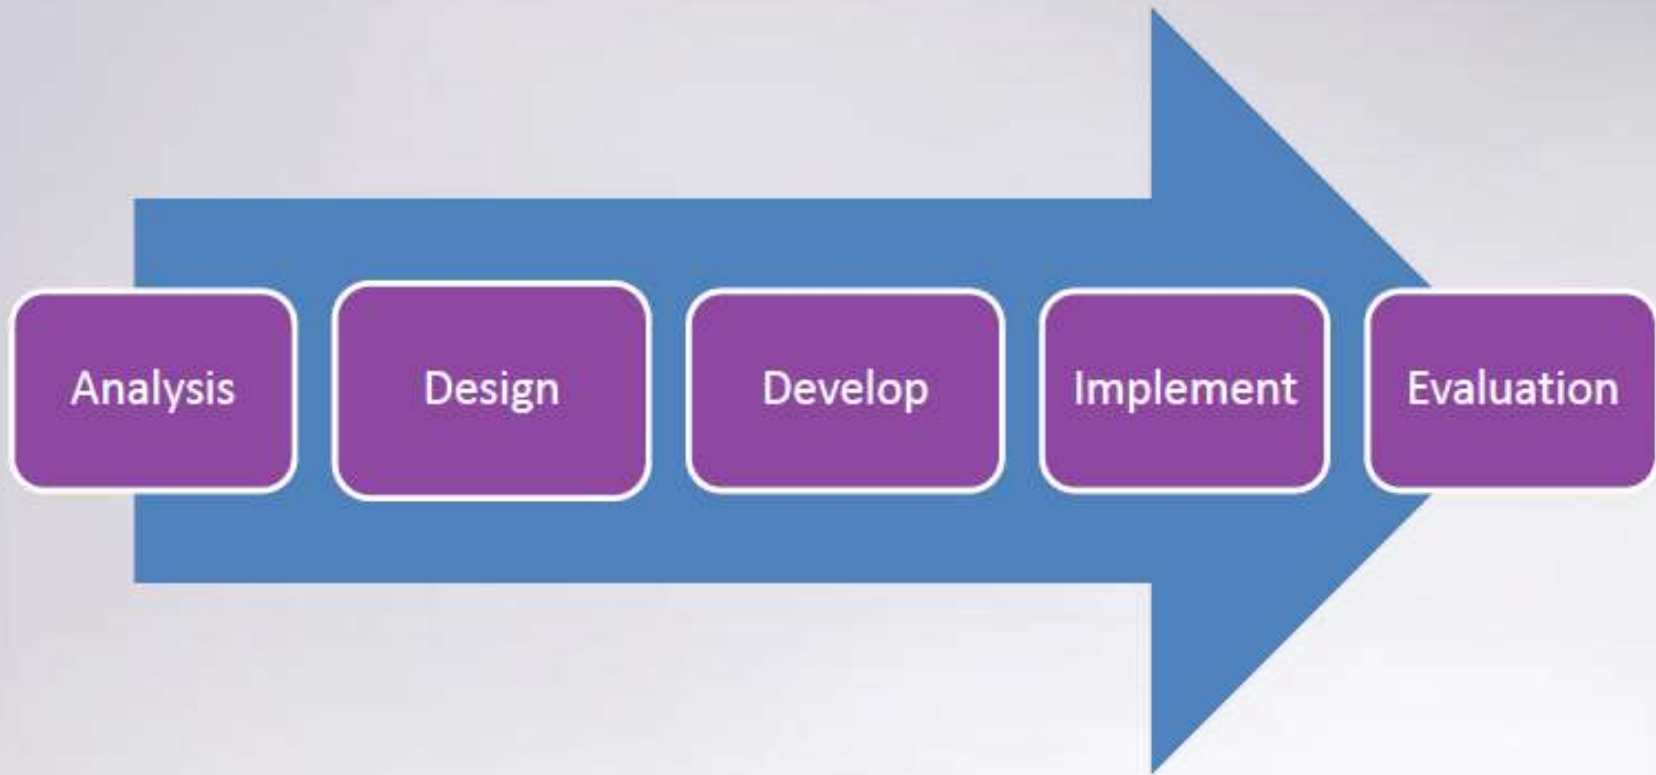 Analysis
Design
Develop
Implement
Evaluation